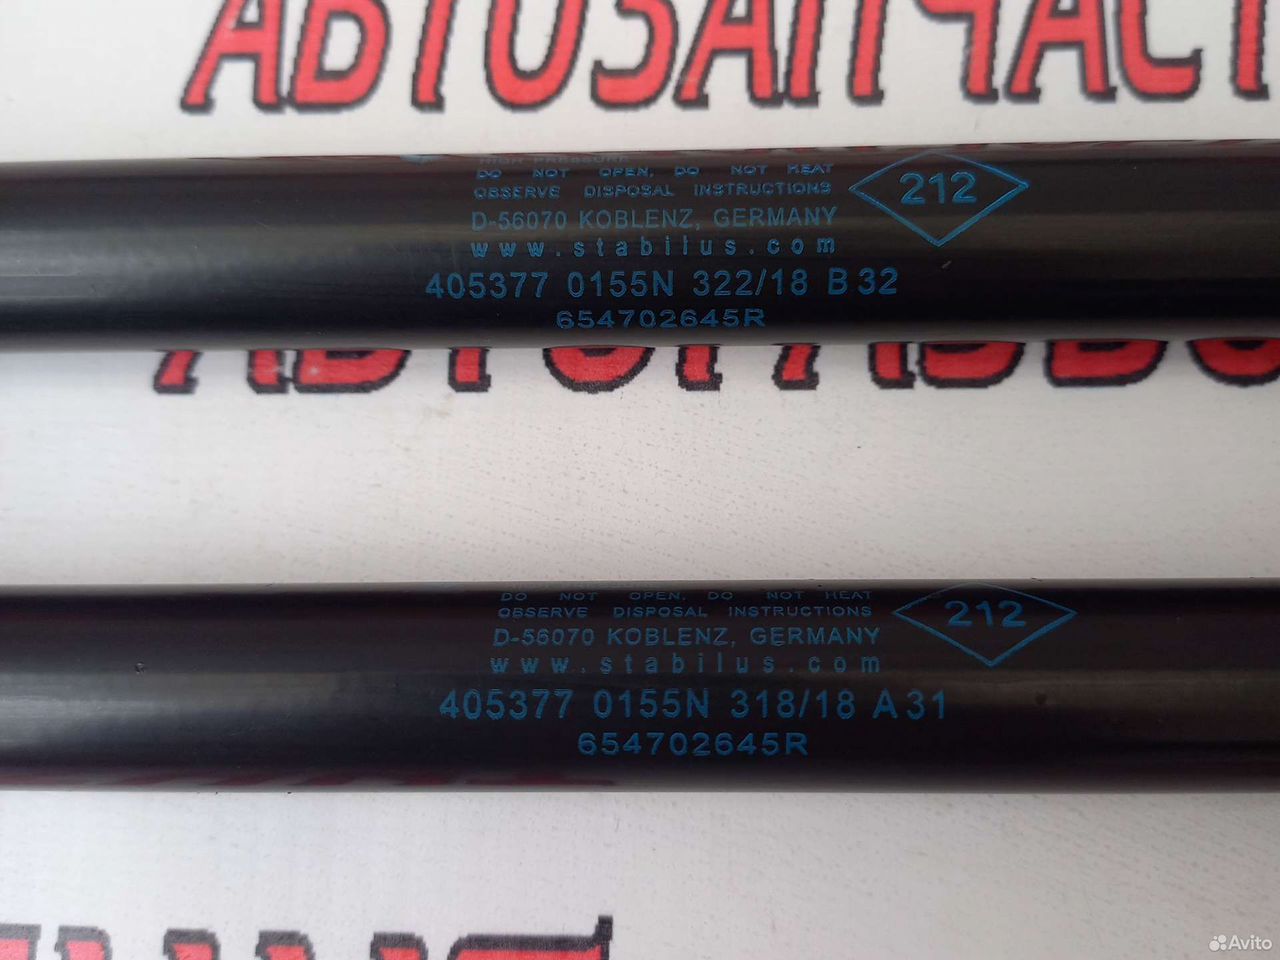 АВТОЗАПЧАСТ
HIGH PRESSURE
DO NOT OPEN, DO NOT HEAT
OBSERVE DISPOSAL INSTRUCTIONS
212
D-56070 KOBLENZ, GERMANY
www.stabilus.com
405377 0155N 322/18 B 32
654702645R
DO NOT OPEN, DO NOT HEAT
OBSERVE DISPOSAL INSTRUCTIONS
212
D-56070 KOBLENZ, GERMANY
www.stabilus.com
405377 0155N 318/18 A 31
654702645R
Avito